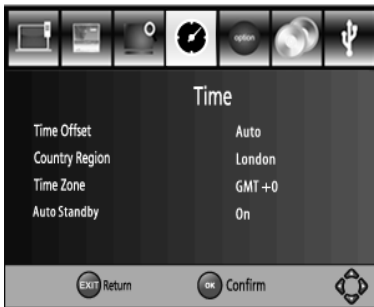 option
Time
Time Offset Auto
Country Region London
Time Zone GMT +0
Auto Standby On
EXIT Return OK Confirm